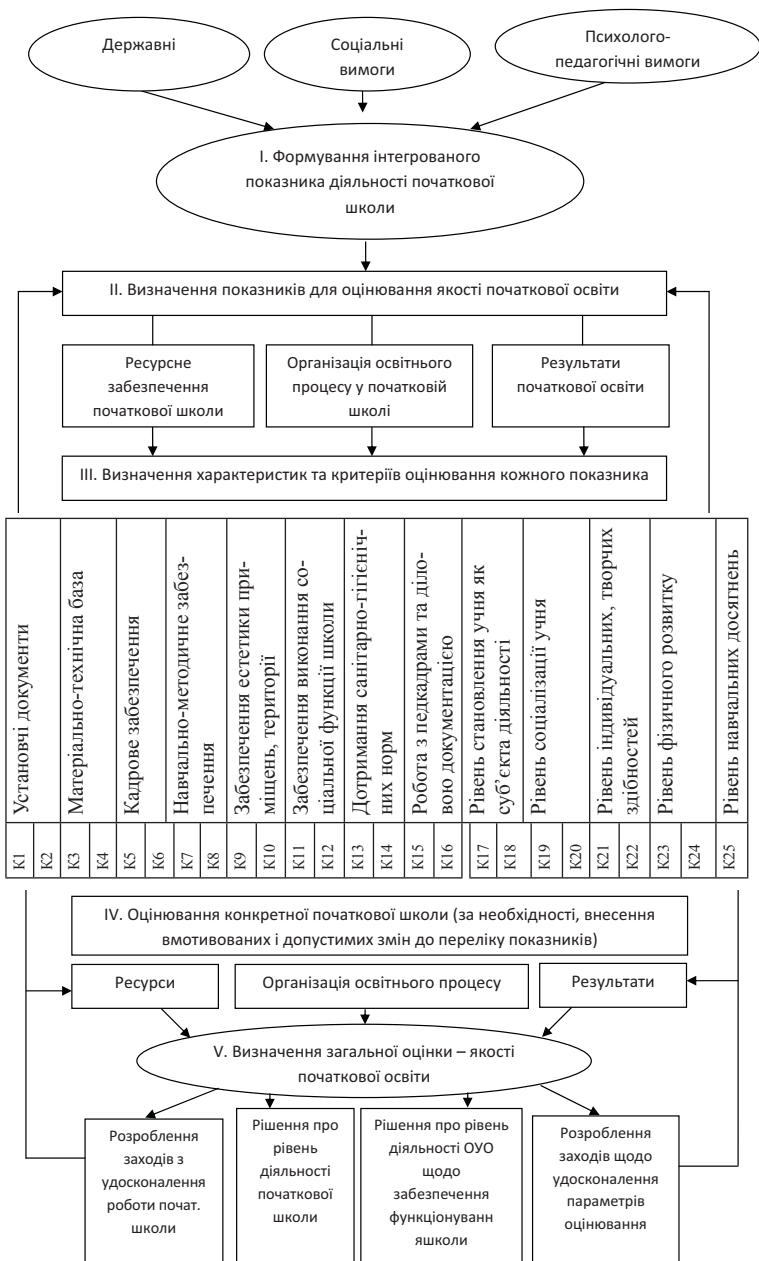 Державні
Соціальні
вимоги
Психолого-
педагогічні вимоги
І. Формування інтегрованого
показника діяльності початкової
школи
ІІ. Визначення показників для оцінювання якості початкової освіти
Ресурсне
забезпечення
початкової школи
Організація освітнього
процесу у початковій
школі
Результати
початкової освіти
ІІІ. Визначення характеристик та критеріїв оцінювання кожного показника
Установчі документи
Матеріально-технічна база
Кадрове забезпечення
Навчально-методичне забез-
печення
Забезпечення естетики при-
міщень, території
Забезпечення виконання со-
ціальної функції школи
Дотримання санітарно-гігієніч-
них норм
Робота з педкадрами та діло-
вою документацією
Рівень становлення учня як
суб’єкта діяльності
Рівень соціалізації учня
Рівень індивідуальних, творчих
здібностей
Рівень фізичного розвитку
Рівень навчальних досягнень
К1
К2
К3
К4
К5
К6
К7
К8
К9
К10
К11
К12
К13
К14
К15
К16
К17
К18
К19
К20
К21
К22
К23
К24
К25
ІV. Оцінювання конкретної початкової школи (за необхідності, внесення
вмотивованих і допустимих змін до переліку показників)
Ресурси
Організація освітнього процесу
Результати
V. Визначення загальної оцінки – якості
початкової освіти
Розроблення
заходів з
удосконалення
роботи почат.
школи
Рішення про
рівень
діяльності
початкової
школи
Рішення про рівень
діяльності ОУО
щодо
забезпечення
функціонуванн
яшколи
Розроблення
заходів щодо
удосконалення
параметрів
оцінювання